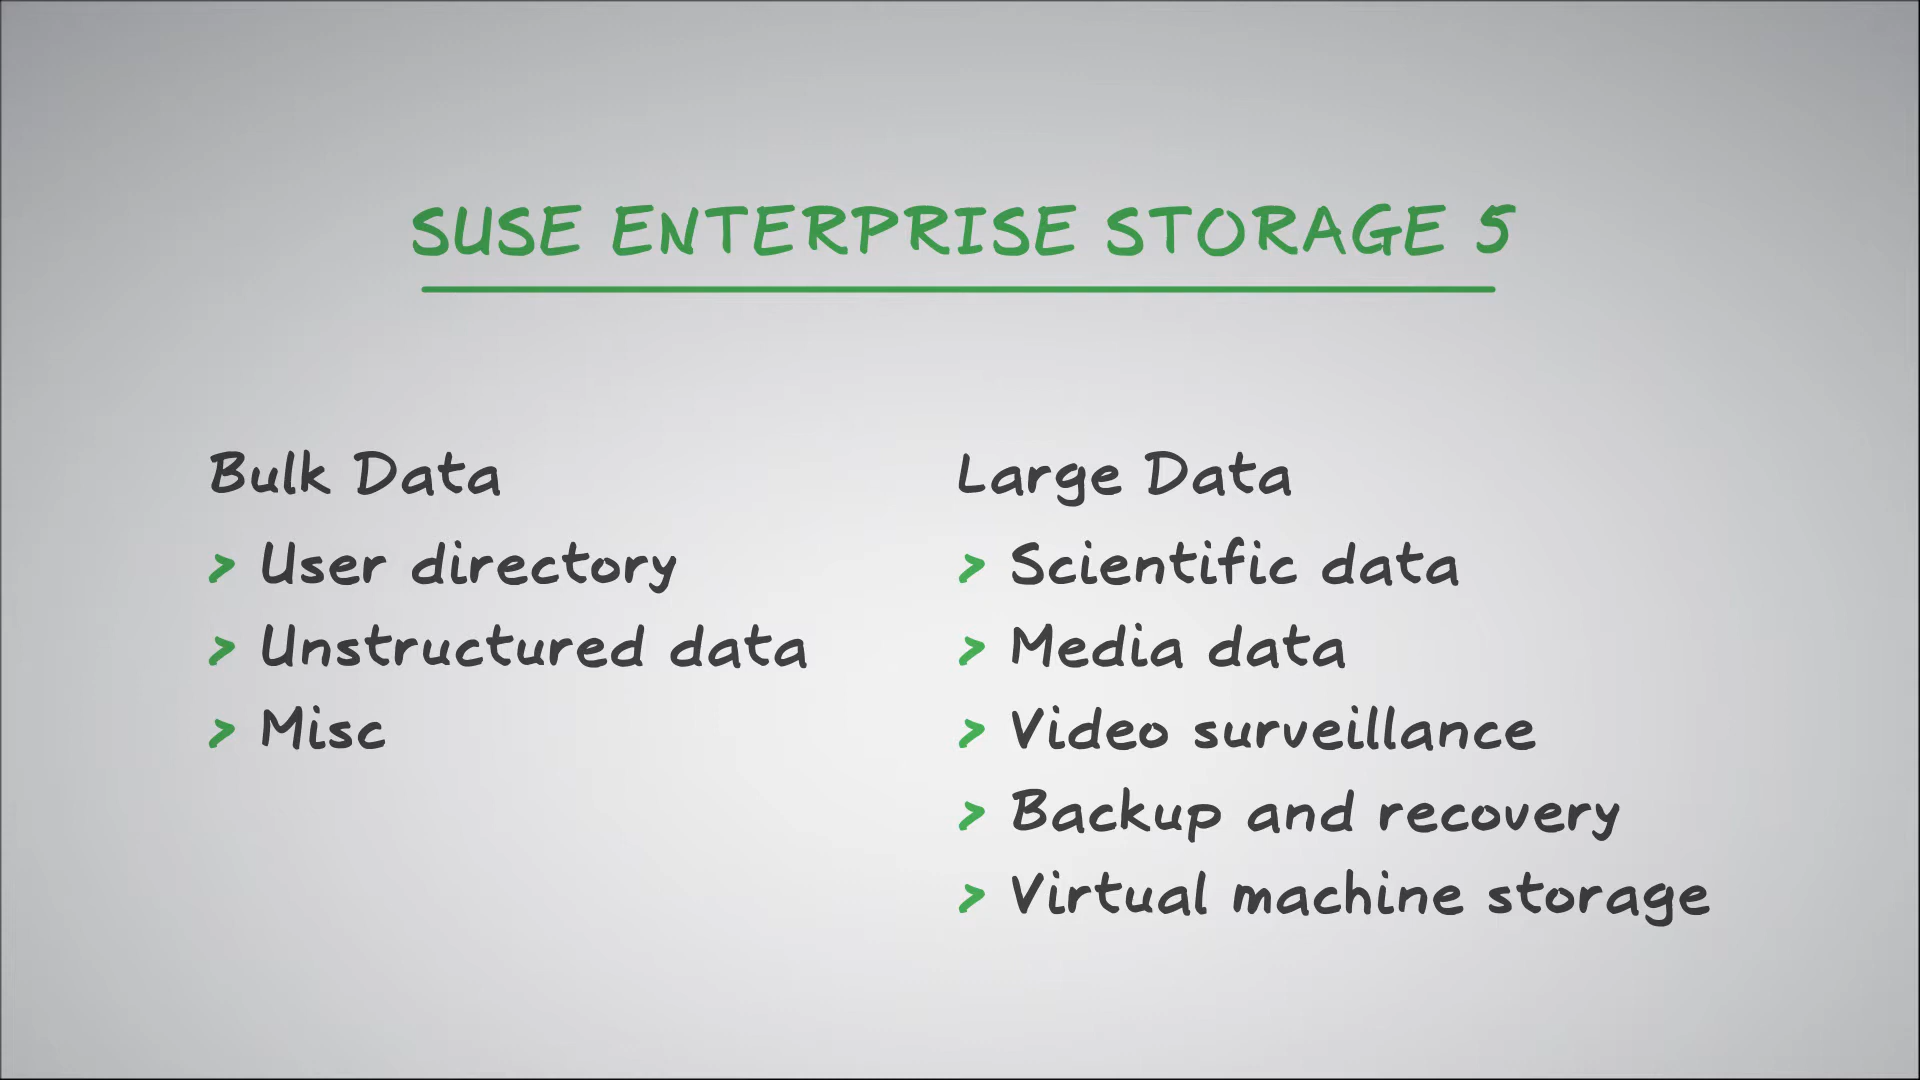 SUSE ENTERPRISE STORAGE 5
Bulk Data
> User directory
> Unstructured data
> Misc
Large Data
> Scientific data
> Media data
> Video surveillance
> Backup and recovery
> Virtual machine storage